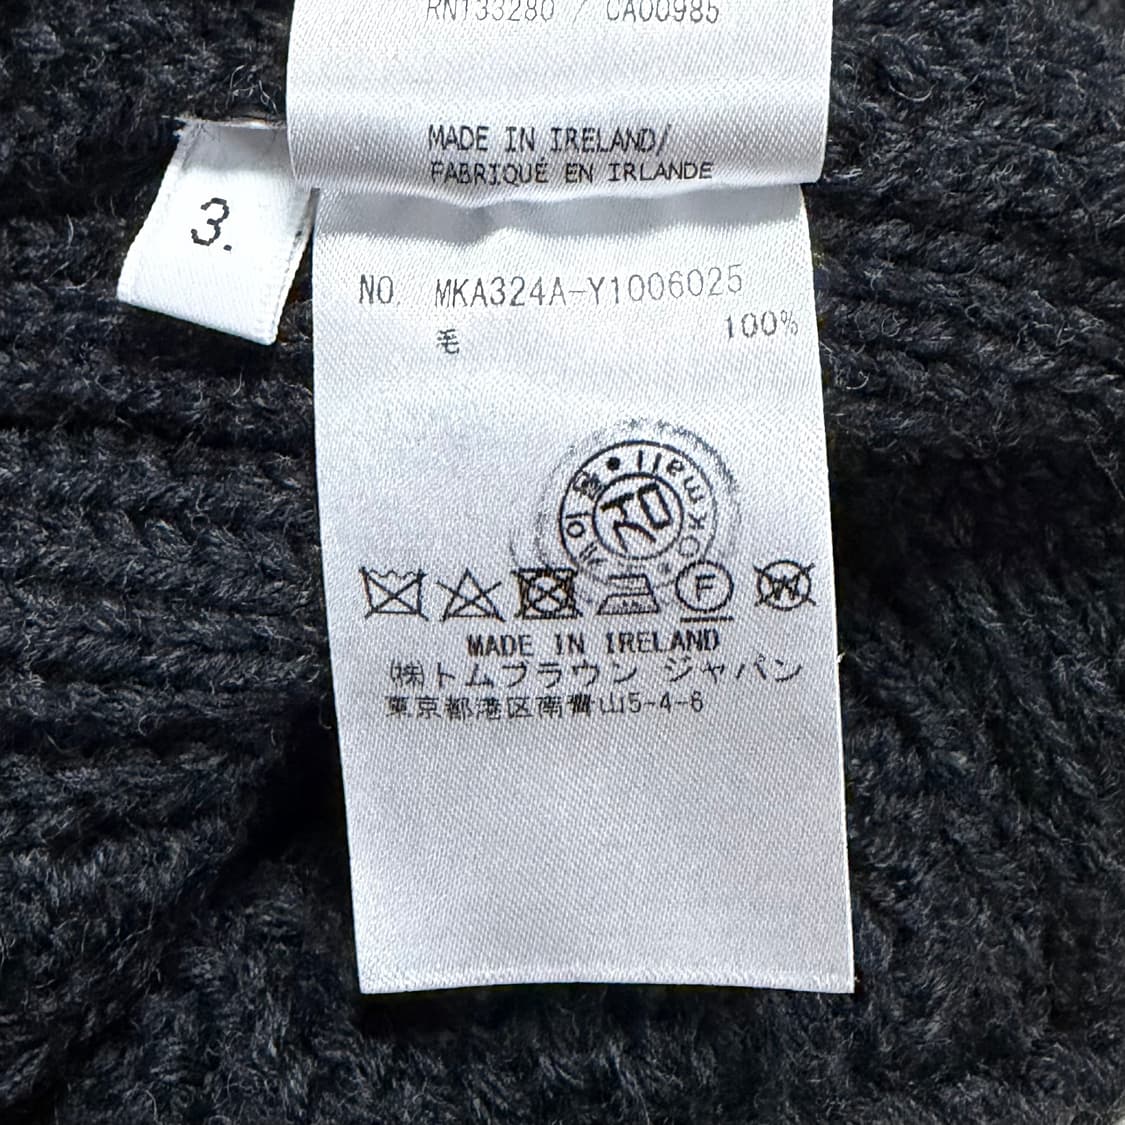 RN133280 / CA00985
MADE IN IRELAND/
FABRIQUÉ EN IRLANDE
3.
NO. MKA324A-Y1006025
毛 100%
F W
MADE IN IRELAND
(株)トムブラウン ジャパン
東京都港区南青山5-4-6